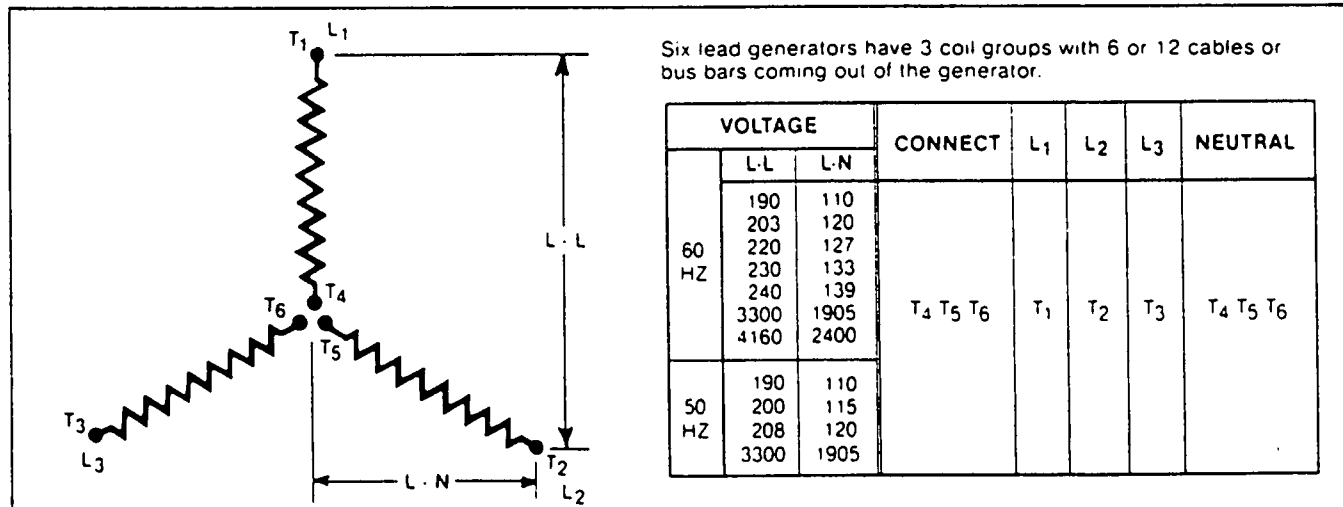 T1 L1
L·L
T4
T6
T5
T3
L3
T2
L2
L·N
Six lead generators have 3 coil groups with 6 or 12 cables or
bus bars coming out of the generator.
VOLTAGE CONNECT L1 L2 L3 NEUTRAL
L·L L·N
60 HZ
190 110
203 120
220 127
230 133
240 139
3300 1905
4160 2400
T4 T5 T6 T1 T2 T3 T4 T5 T6
50 HZ
190 110
200 115
208 120
3300 1905